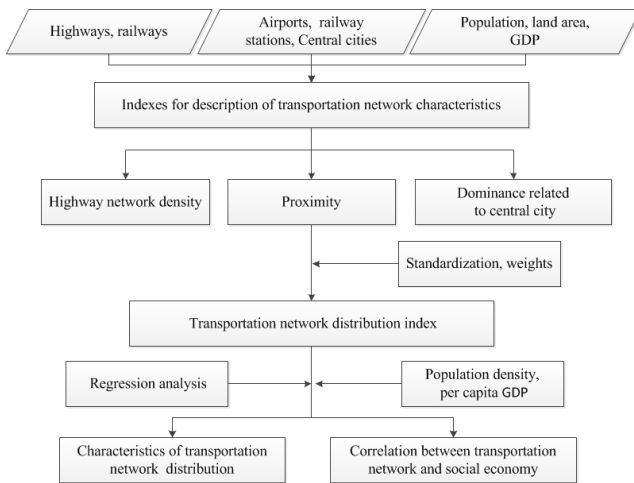 Highways, railways
Airports, railway
stations, Central cities
Population, land area,
GDP
Indexes for description of transportation network characteristics
Highway network density
Proximity
Dominance related
to central city
Standardization, weights
Transportation network distribution index
Regression analysis
Population density,
per capita GDP
Characteristics of transportation
network distribution
Correlation between transportation
network and social economy